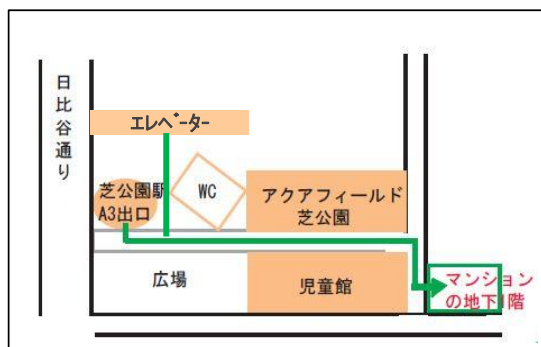 日比谷通り
エレベーター
芝公園駅
A3出口
WC
アクアフィールド
芝公園
広場
児童館
マンション
の地下1階